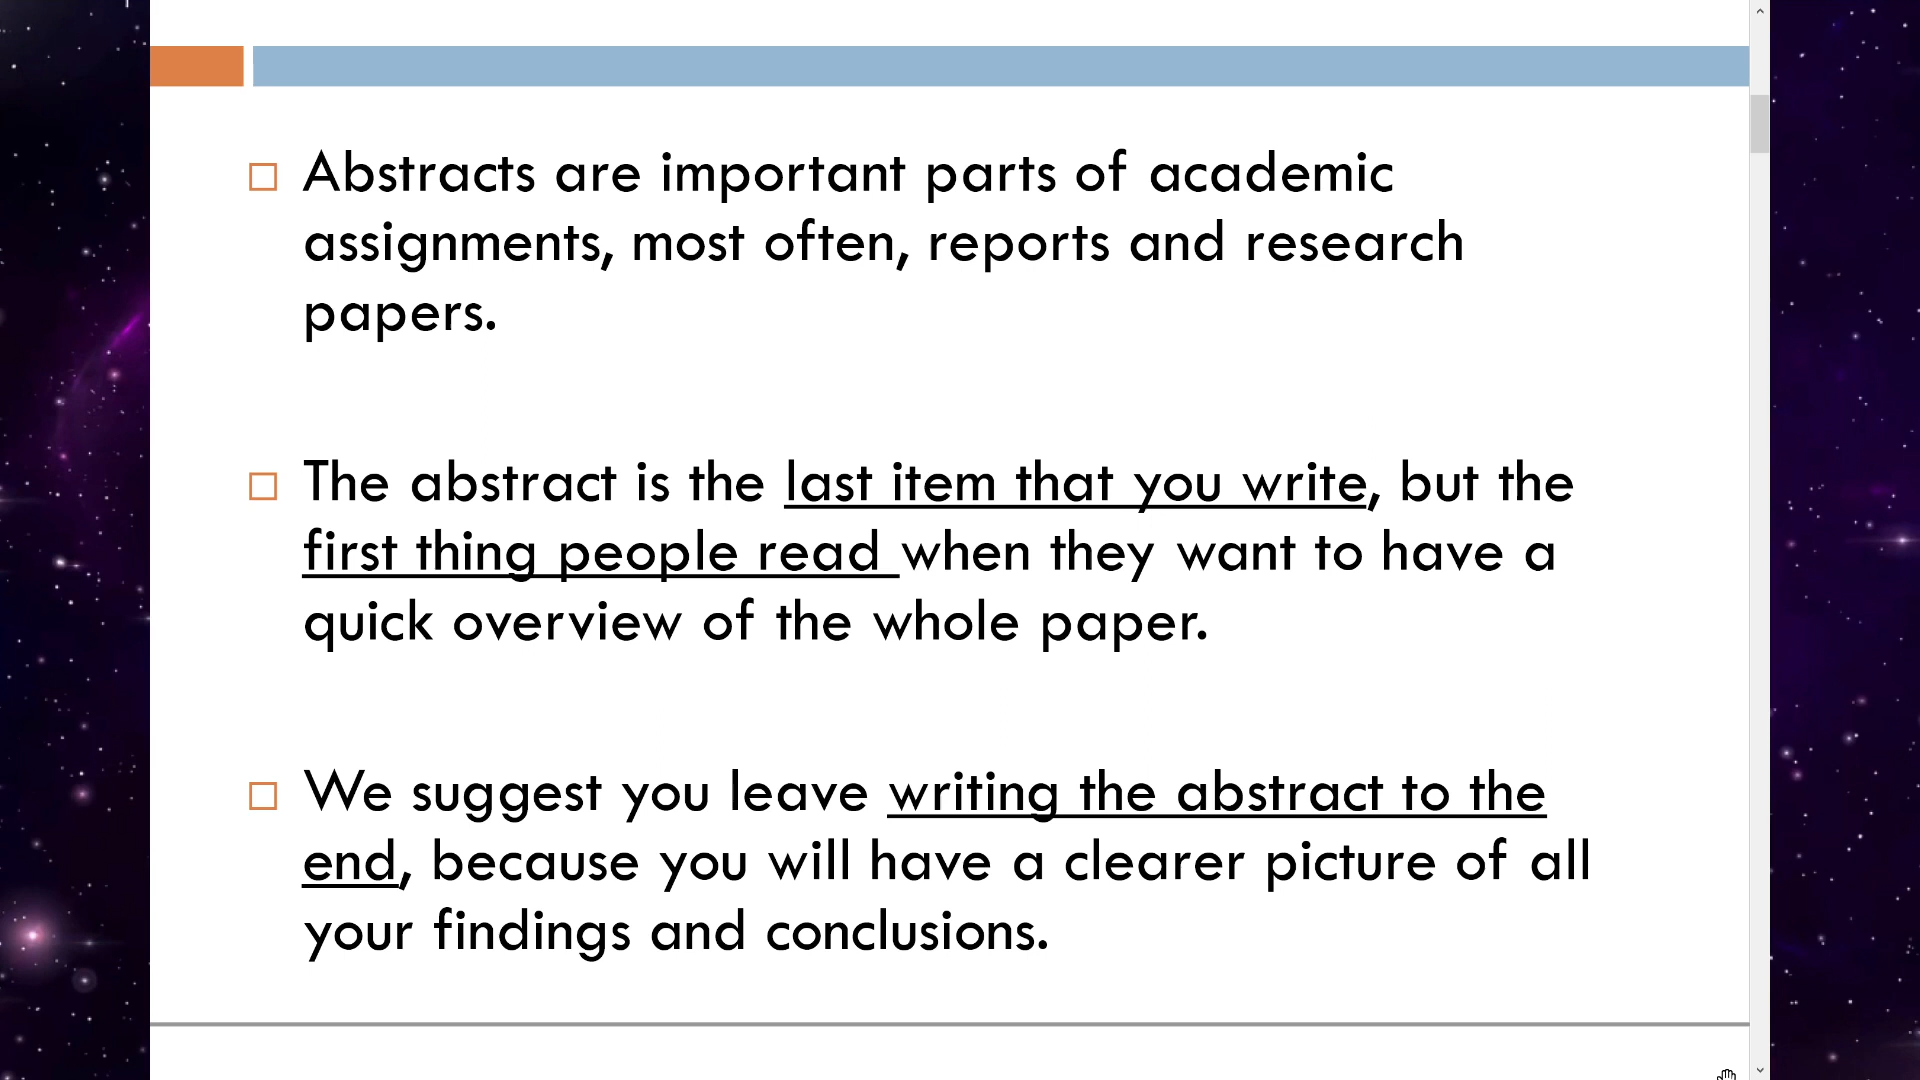 Abstracts are important parts of academic
assignments, most often, reports and research
papers.
The abstract is the last item that you write, but the
first thing people read when they want to have a
quick overview of the whole paper.
We suggest you leave writing the abstract to the
end, because you will have a clearer picture of all
your findings and conclusions.